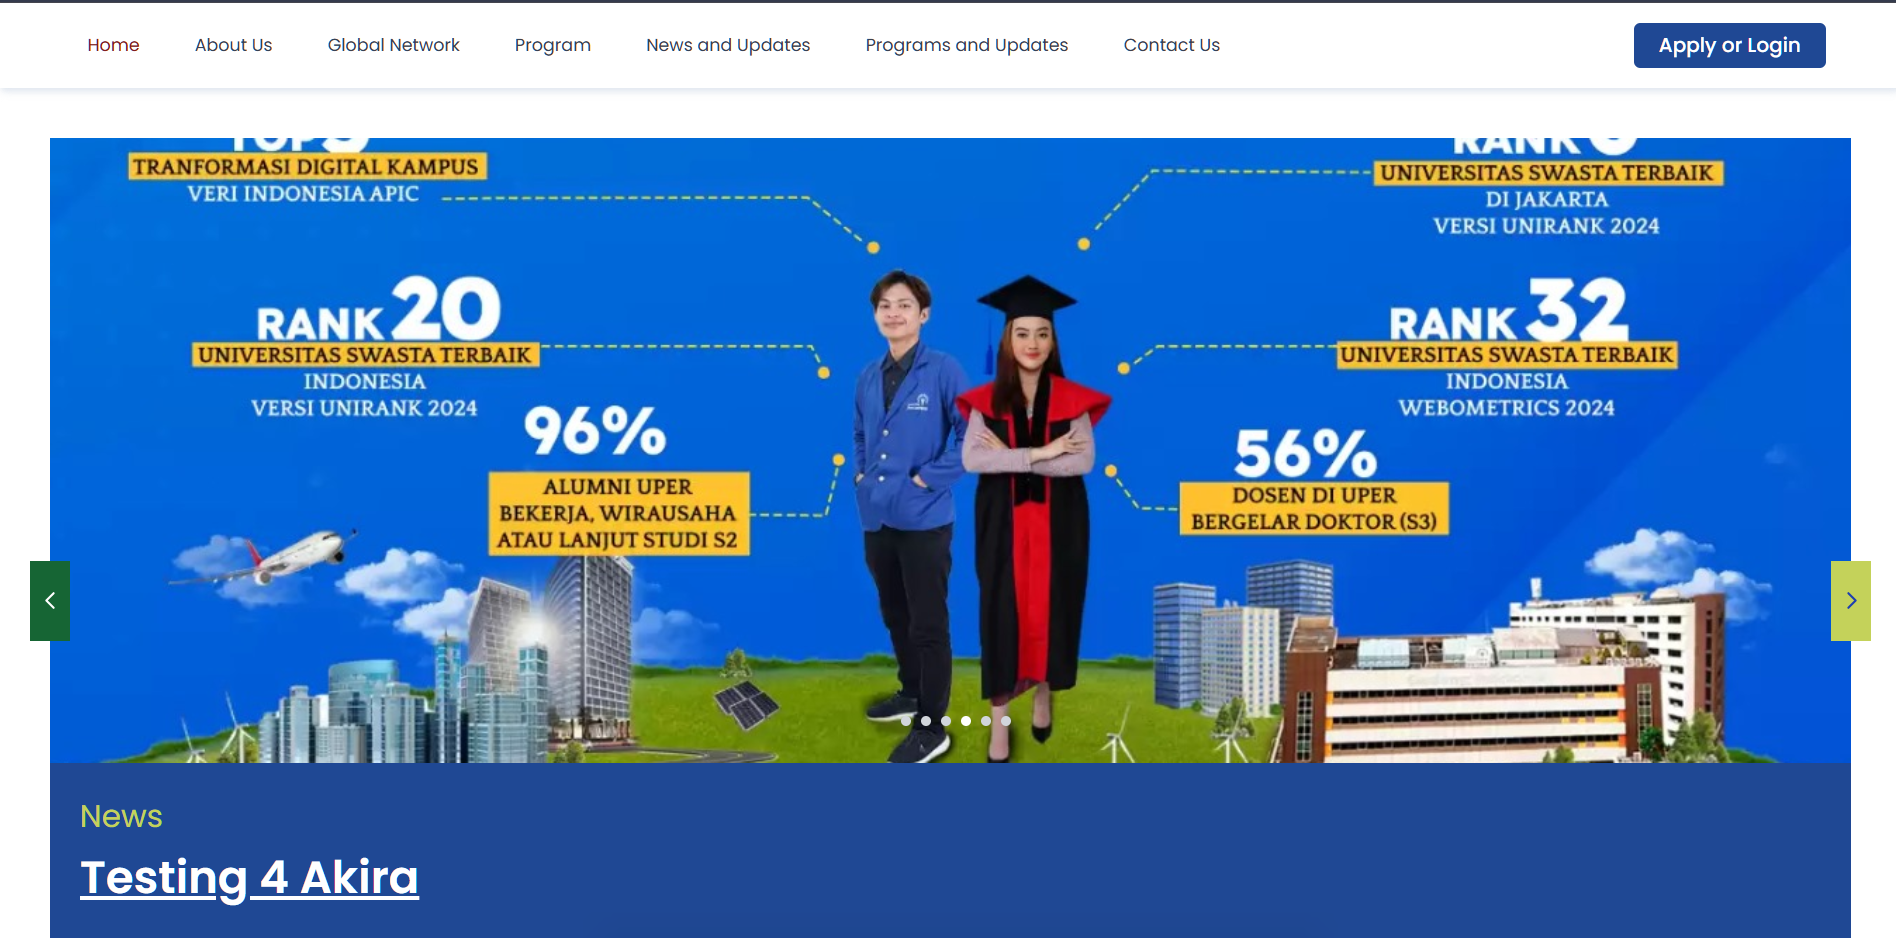 Home
About Us
Global Network
Program
News and Updates
Programs and Updates
Contact Us
Apply or Login
TOP 5
TRANFORMASI DIGITAL KAMPUS
VERI INDONESIA APIC
RANK
UNIVERSITAS SWASTA TERBAIK
DI JAKARTA
VERSI UNIRANK 2024
RANK 20
UNIVERSITAS SWASTA TERBAIK
INDONESIA
VERSI UNIRANK 2024
RANK 32
UNIVERSITAS SWASTA TERBAIK
INDONESIA
WEBOMETRICS 2024
96%
ALUMNI UPER
BEKERJA, WIRAUSAHA
ATAU LANJUT STUDI S2
56%
DOSEN DI UPER
BERGELAR DOKTOR (S3)
News
Testing 4 Akira